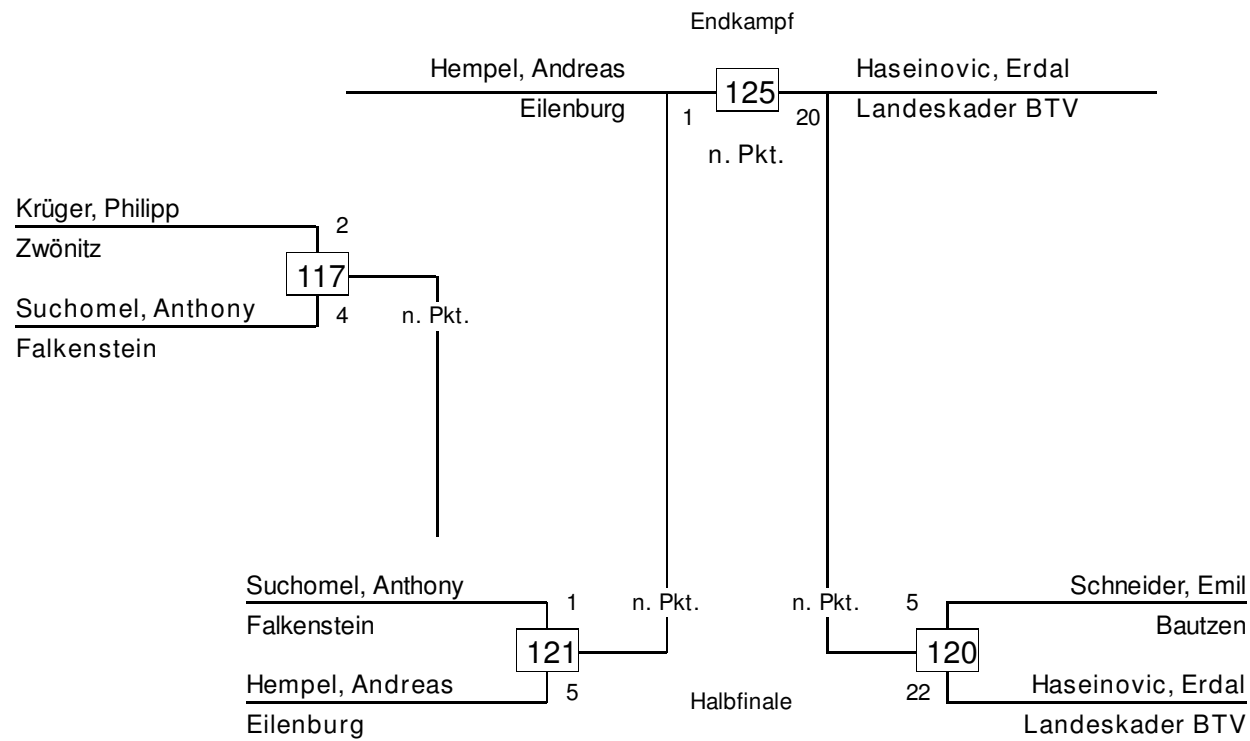 Endkampf
Hempel, Andreas
Haseinovic, Erdal
125
Eilenburg
Landeskader BTV
1
20
n. Pkt.
Krüger, Philipp
2
Zwönitz
117
Suchomel, Anthony
4
n. Pkt.
Falkenstein
Suchomel, Anthony
1
n. Pkt.
n. Pkt.
5
Schneider, Emil
Falkenstein
Bautzen
121
120
Hempel, Andreas
5
Halbfinale
22
Haseinovic, Erdal
Eilenburg
Landeskader BTV